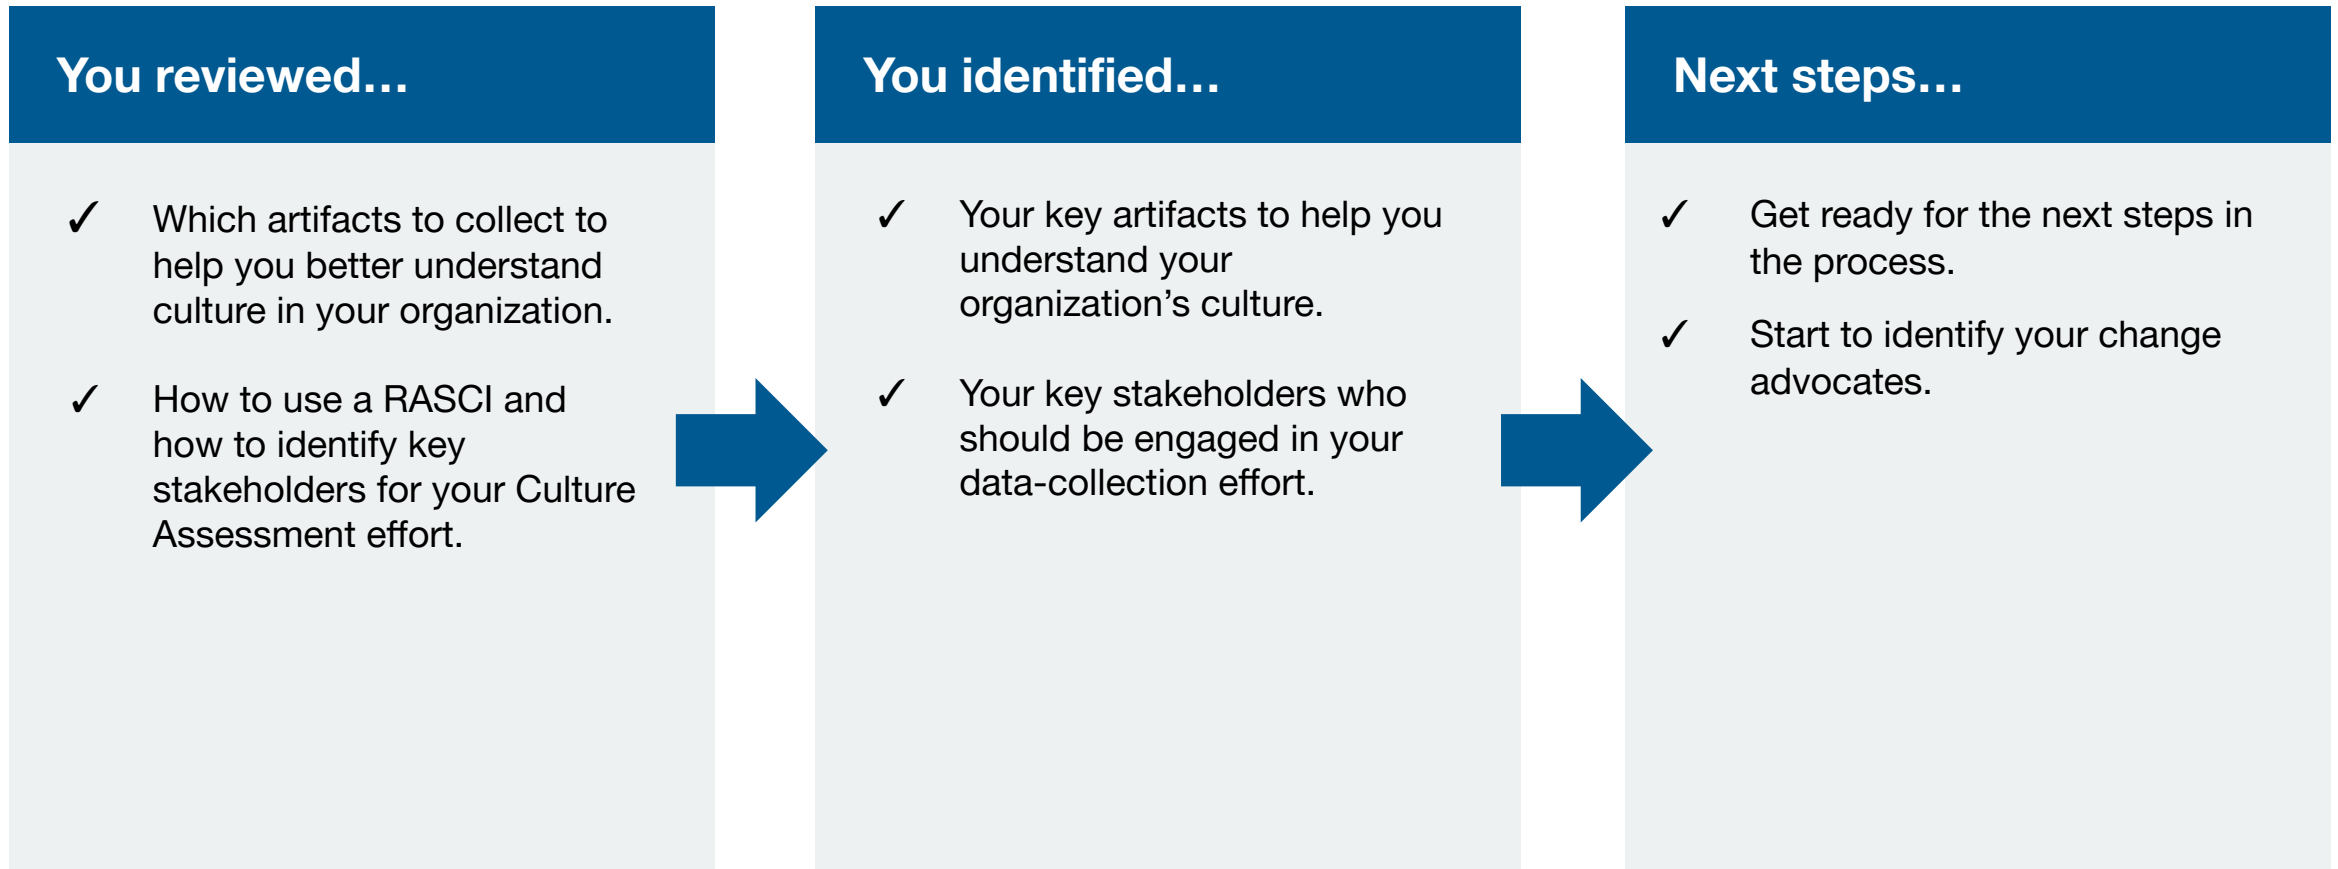 You reviewed…
✓ Which artifacts to collect to
help you better understand
culture in your organization.
✓ How to use a RASCI and
how to identify key
stakeholders for your Culture
Assessment effort.
You identified…
✓ Your key artifacts to help you
understand your
organization’s culture.
✓ Your key stakeholders who
should be engaged in your
data-collection effort.
Next steps…
✓ Get ready for the next steps in
the process.
✓ Start to identify your change
advocates.